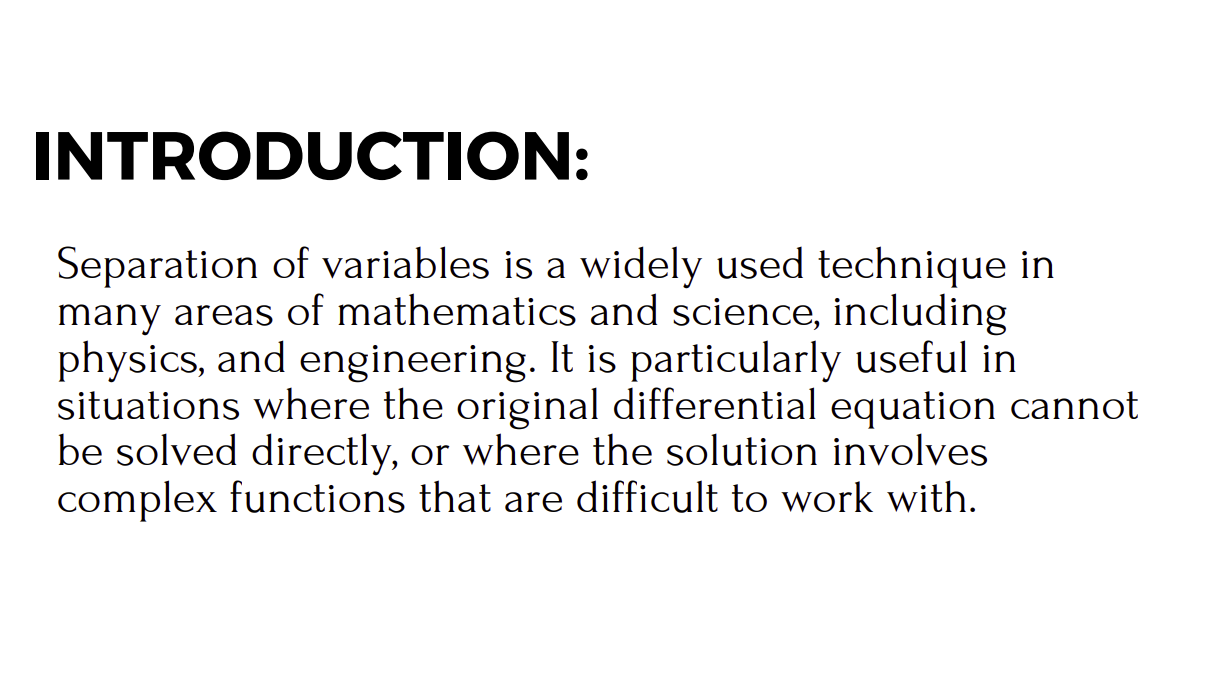 INTRODUCTION:
Separation of variables is a widely used technique in
many areas of mathematics and science, including
physics, and engineering. It is particularly useful in
situations where the original differential equation cannot
be solved directly, or where the solution involves
complex functions that are difficult to work with.